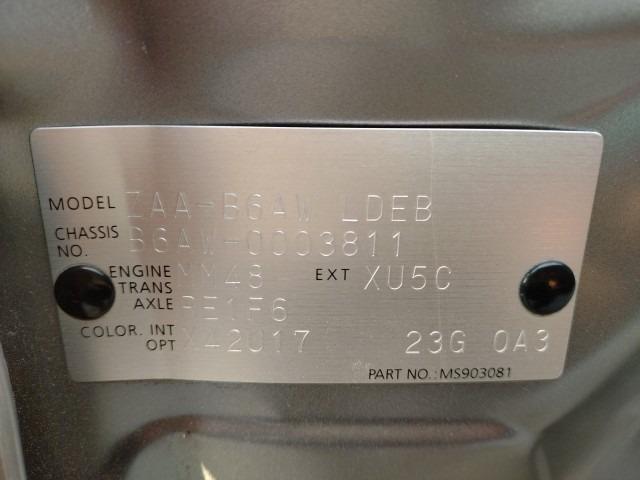 MODEL ZAA-B6AW LDEB
CHASSIS NO. B6AW-0003811
ENGINE MM48 EXT XU5C
TRANS AXLE RE1F6
COLOR. INT OPT X42U17 23G 0A3
PART NO.:MS903081